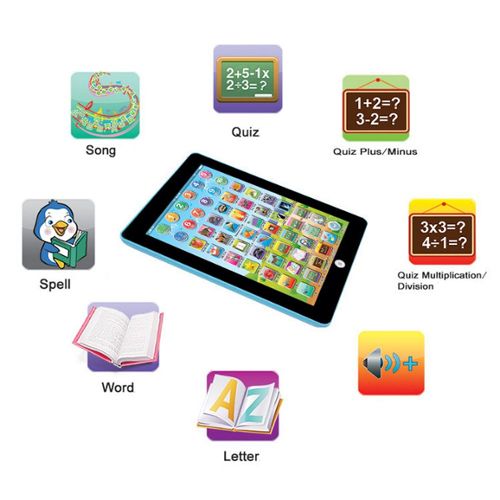 2+5-1x
2÷3=?
Quiz
1+2=?
3-2=?
Quiz Plus/Minus
Song
3x3=?
4÷1=?
Quiz Multiplication/
Division
Spell
Word
+
A Z
Letter